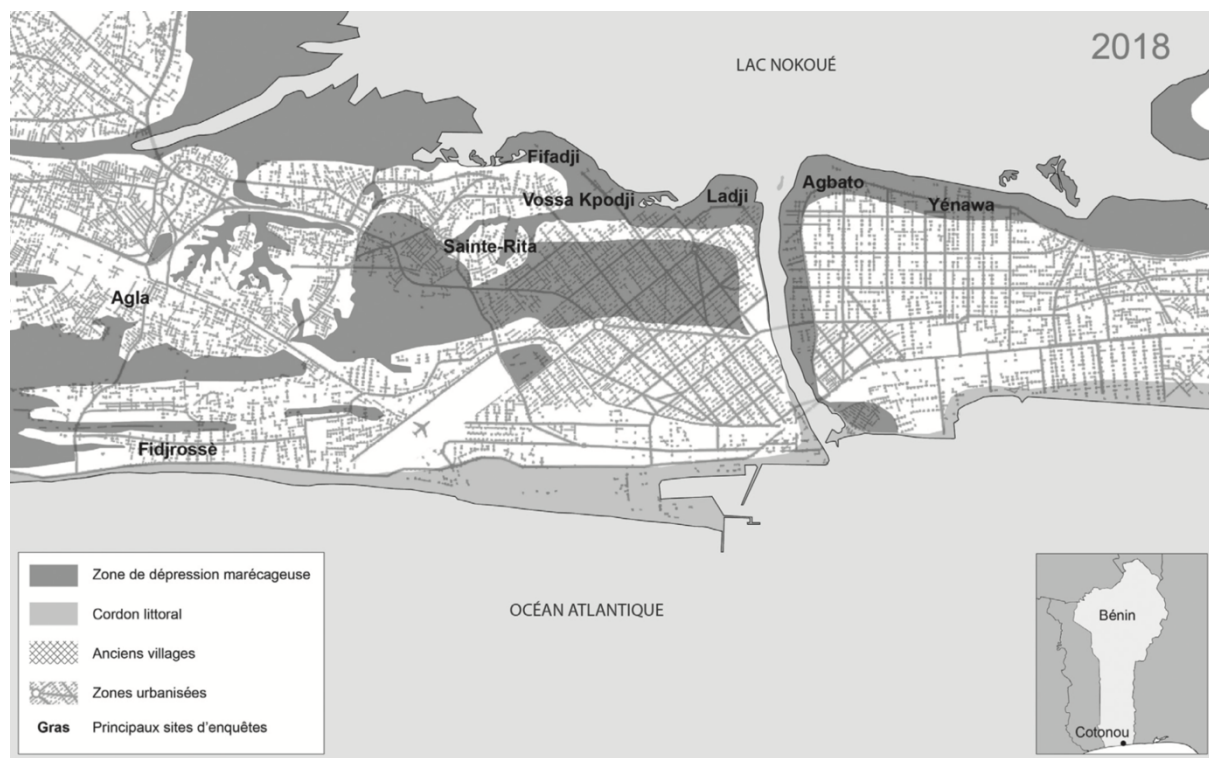 2018
LAC NOKOUÉ
Fifadji
Vossa Kpodji
Ladji
Agbato
Yénawa
Sainte-Rita
Agla
Fidjrossè
OCÉAN ATLANTIQUE
Zone de dépression marécageuse
Cordon littoral
Anciens villages
Zones urbanisées
Gras Principaux sites d'enquêtes
Bénin
Cotonou